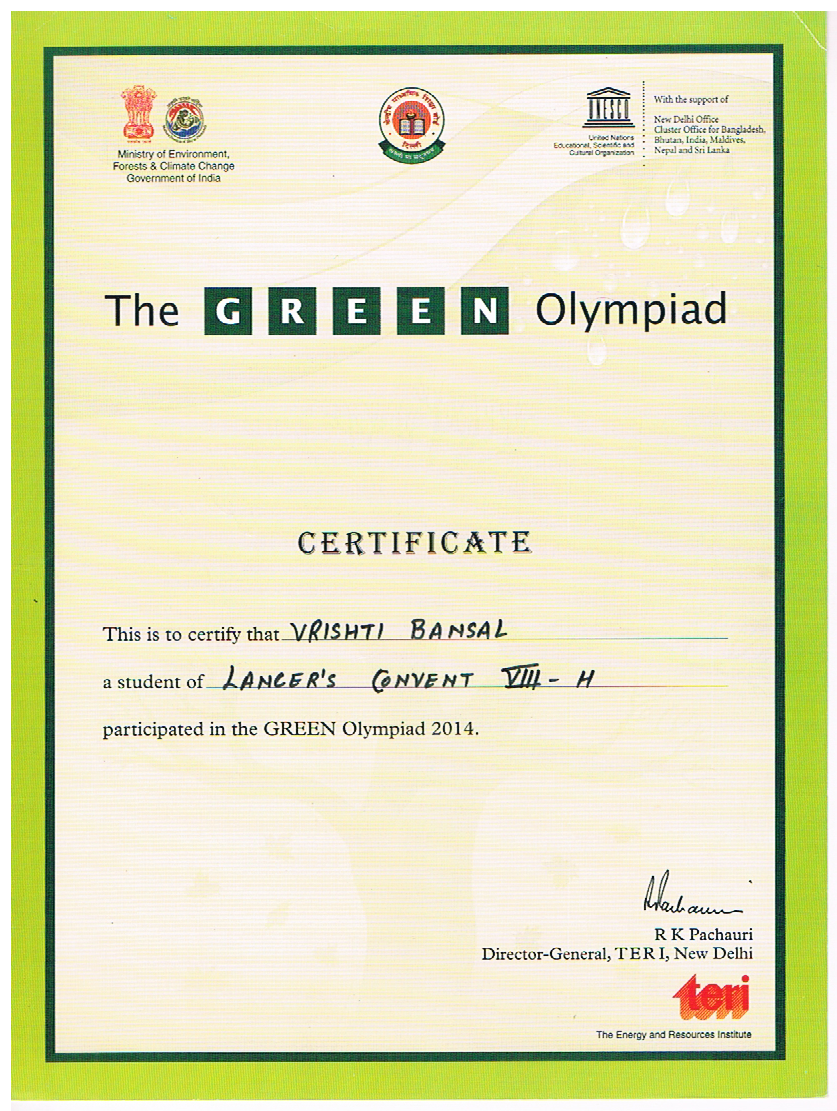 Ministry of Environment,
Forests & Climate Change
Government of India
केन्द्रीय माध्यमिक शिक्षा बोर्ड
दिल्ली
UNESCO
United Nations
Educational, Scientific and
Cultural Organization
With the support of
New Delhi Office
Cluster Office for Bangladesh,
Bhutan, India, Maldives,
Nepal and Sri Lanka
The GREEN Olympiad
CERTIFICATE
This is to certify that VRISHTI BANSAL
a student of LANCER'S CONVENT VIII - H
participated in the GREEN Olympiad 2014.
R K Pachauri
Director-General, TERI, New Delhi
teri
The Energy and Resources Institute